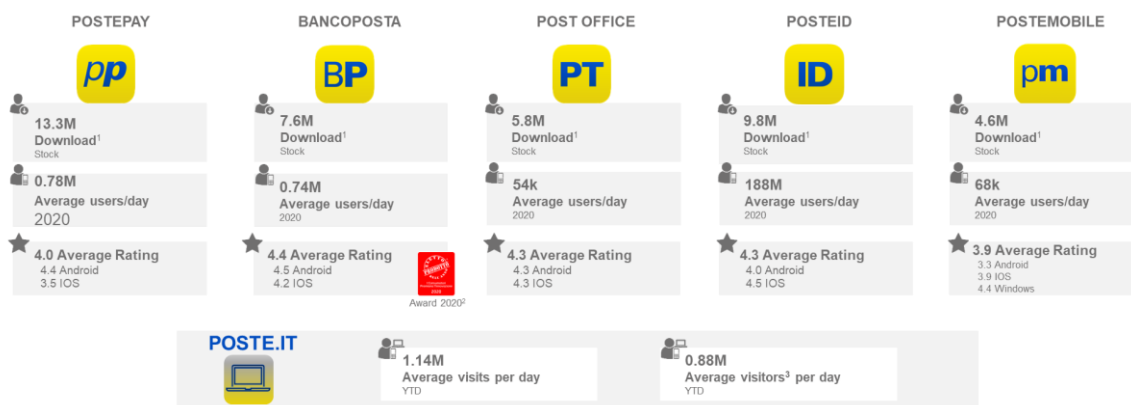 POSTEPAY
BANCOPOSTA
POST OFFICE
POSTEID
POSTEMOBILE
pp
BP
PT
ID
pm
13.3M
Download1
Stock
7.6M
Download1
Stock
5.8M
Download1
Stock
9.8M
Download1
Stock
4.6M
Download1
Stock
0.78M
Average users/day
2020
0.74M
Average users/day
2020
54k
Average users/day
2020
188M
Average users/day
2020
68k
Average users/day
2020
4.0 Average Rating
4.4 Android
3.5 IOS
4.4 Average Rating
4.5 Android
4.2 IOS
2020
Award 20202
4.3 Average Rating
4.3 Android
4.3 IOS
4.3 Average Rating
4.0 Android
4.5 IOS
3.9 Average Rating
3.3 Android
3.9 IOS
4.4 Windows
POSTE.IT
1.14M
Average visits per day
YTD
0.88M
Average visitors3 per day
YTD